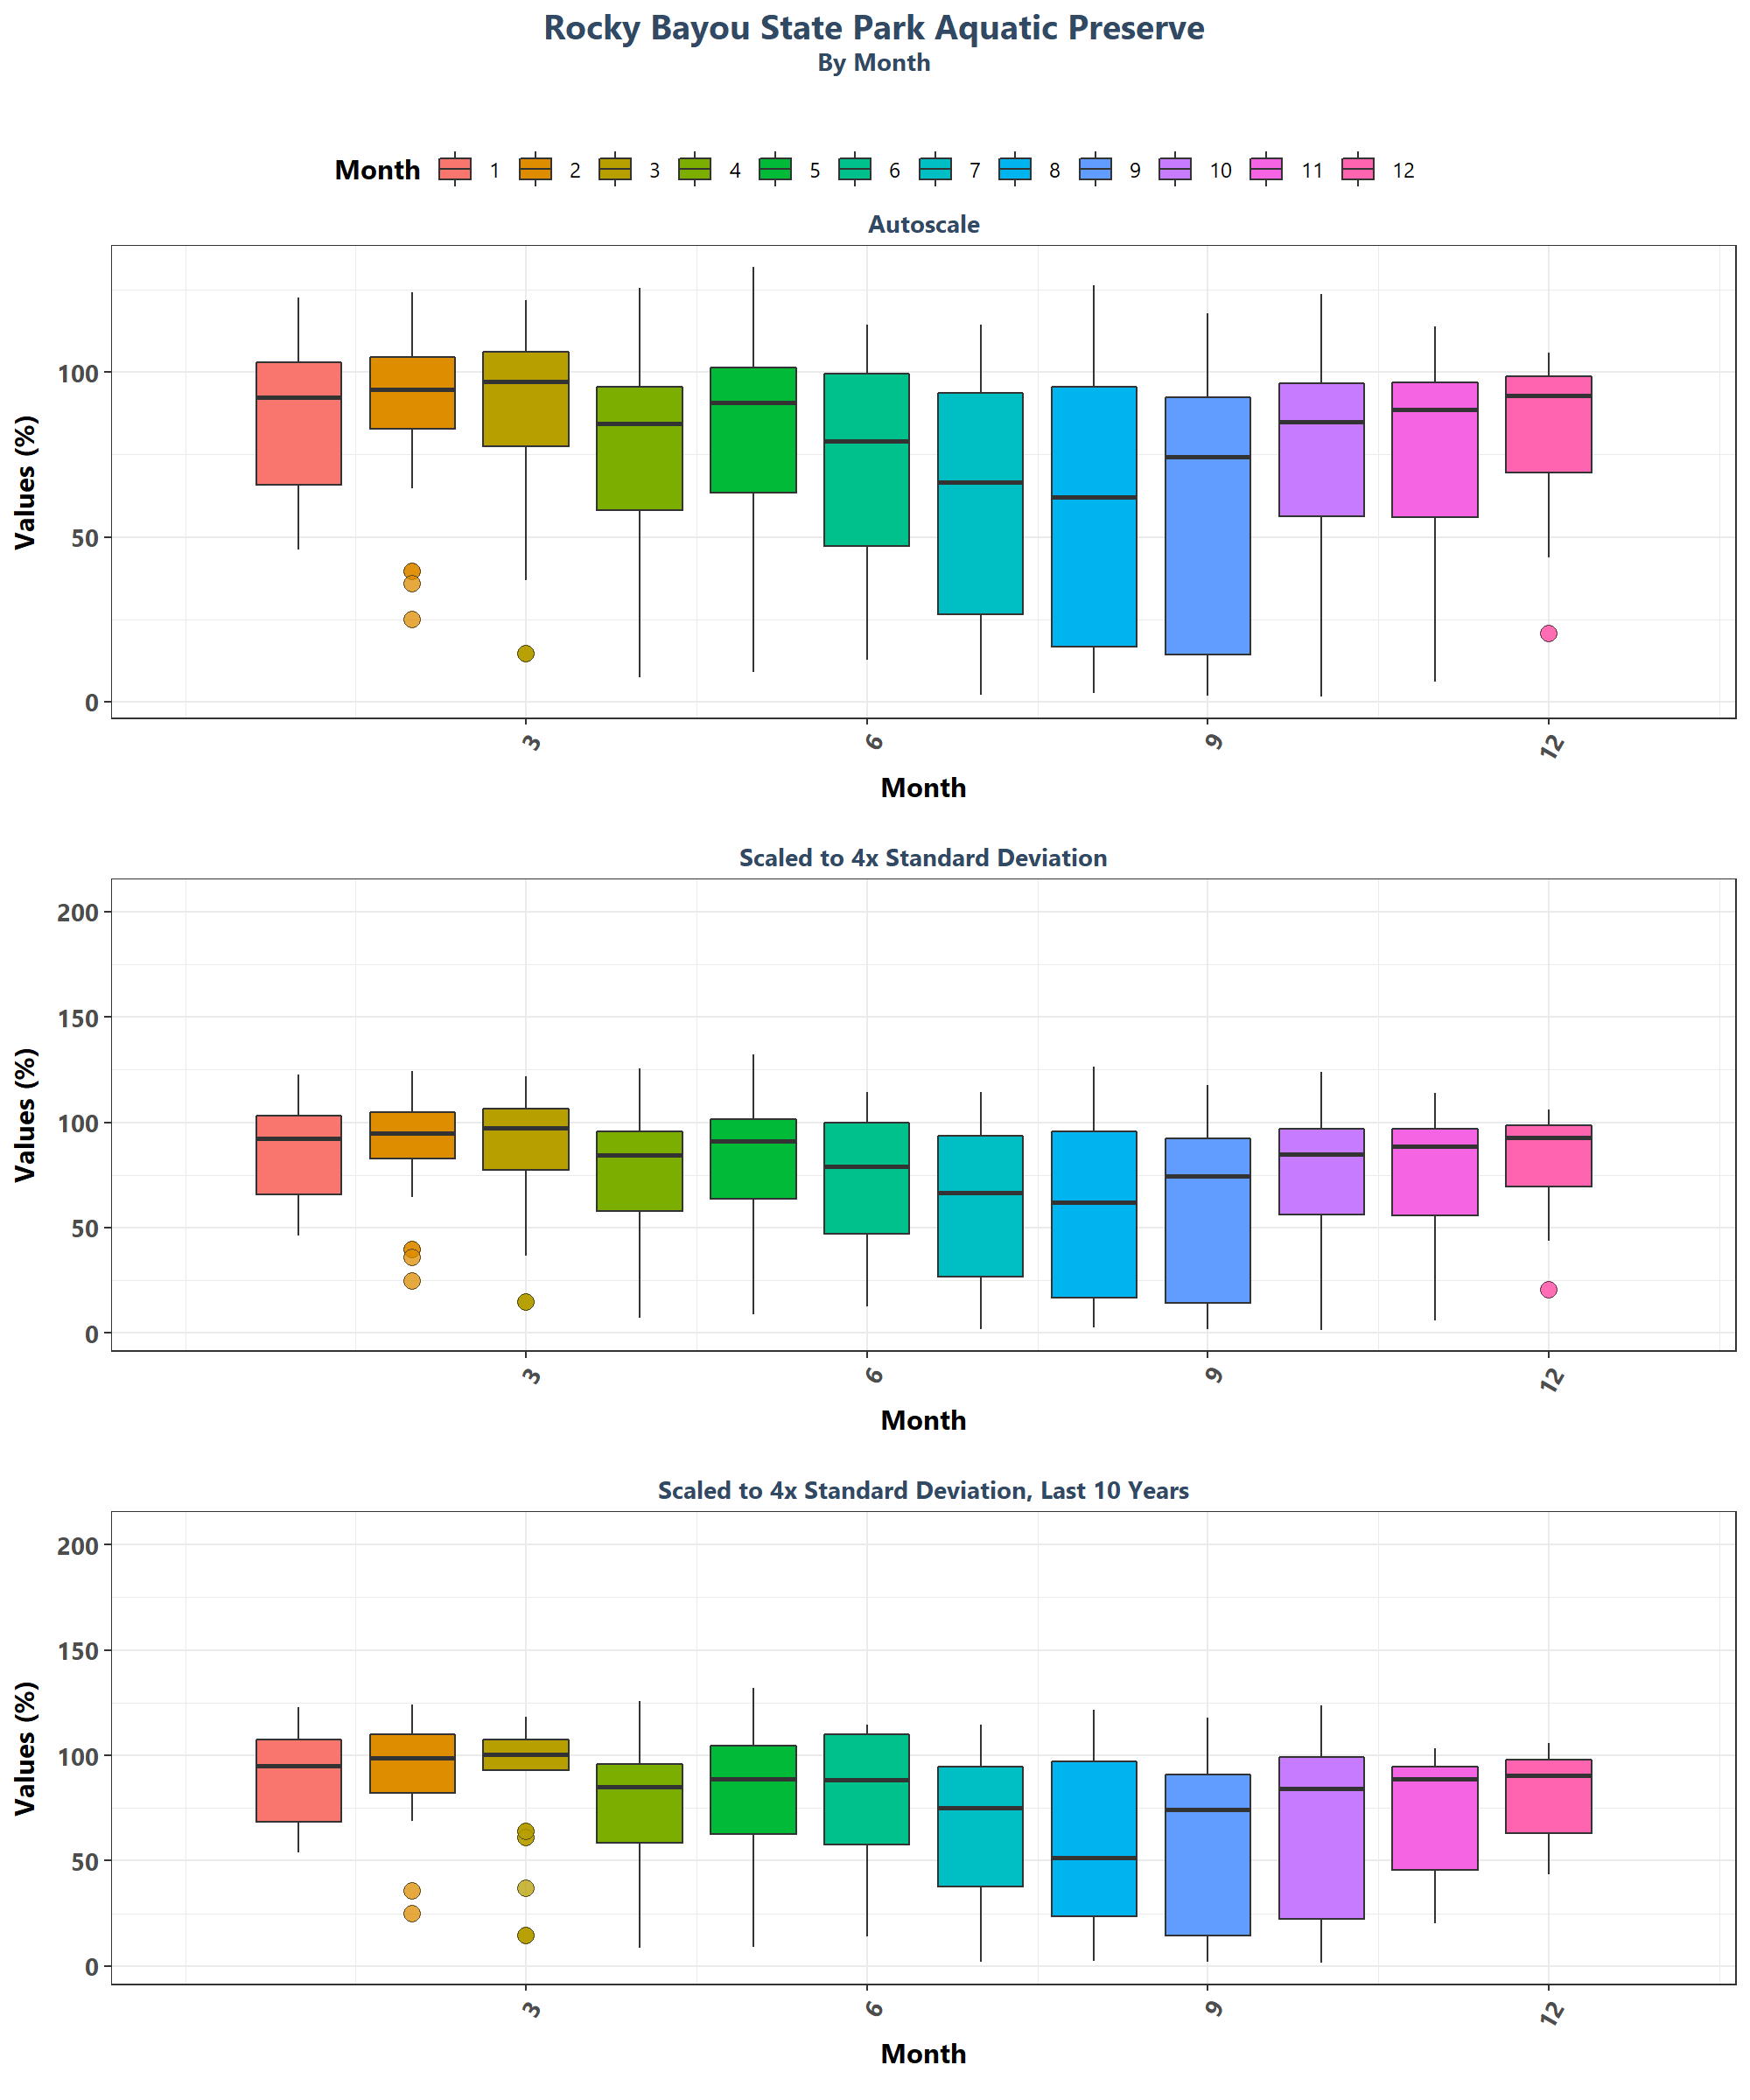 Rocky Bayou State Park Aquatic Preserve
By Month
Month 1 2 3 4 5 6 7 8 9 10 11 12
Autoscale
Values (%)
100
50
0
3 6 9 12
Month
Scaled to 4x Standard Deviation
Values (%)
200
150
100
50
0
3 6 9 12
Month
Scaled to 4x Standard Deviation, Last 10 Years
Values (%)
200
150
100
50
0
3 6 9 12
Month